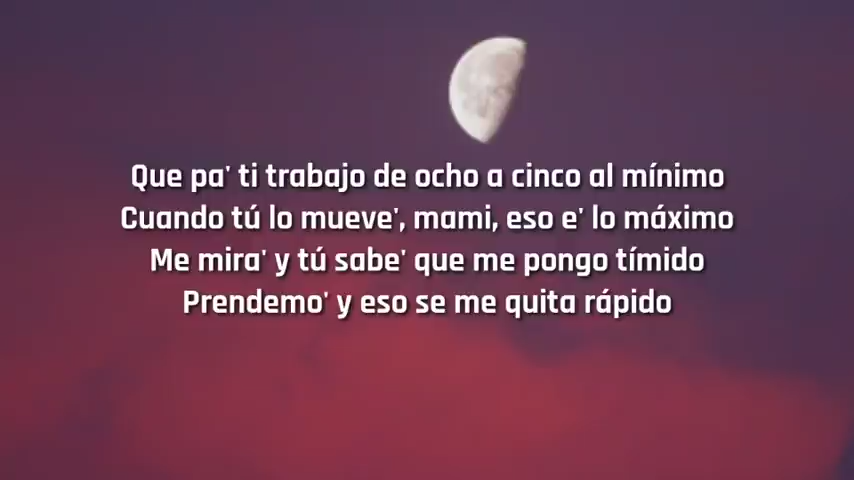 Que pa' ti trabajo de ocho a cinco al mínimo
Cuando tú lo mueve', mami, eso e' lo máximo
Me mira' y tú sabe' que me pongo tímido
Prendemo' y eso se me quita rápido